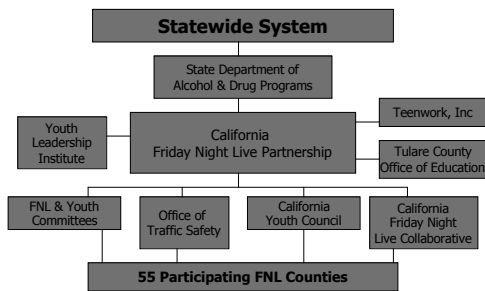 Statewide System
State Department of
Alcohol & Drug Programs
Teenwork, Inc
Youth
Leadership
Institute
California
Friday Night Live Partnership
Tulare County
Office of Education
FNL & Youth
Committees
Office of
Traffic Safety
California
Youth Council
California
Friday Night
Live Collaborative
55 Participating FNL Counties